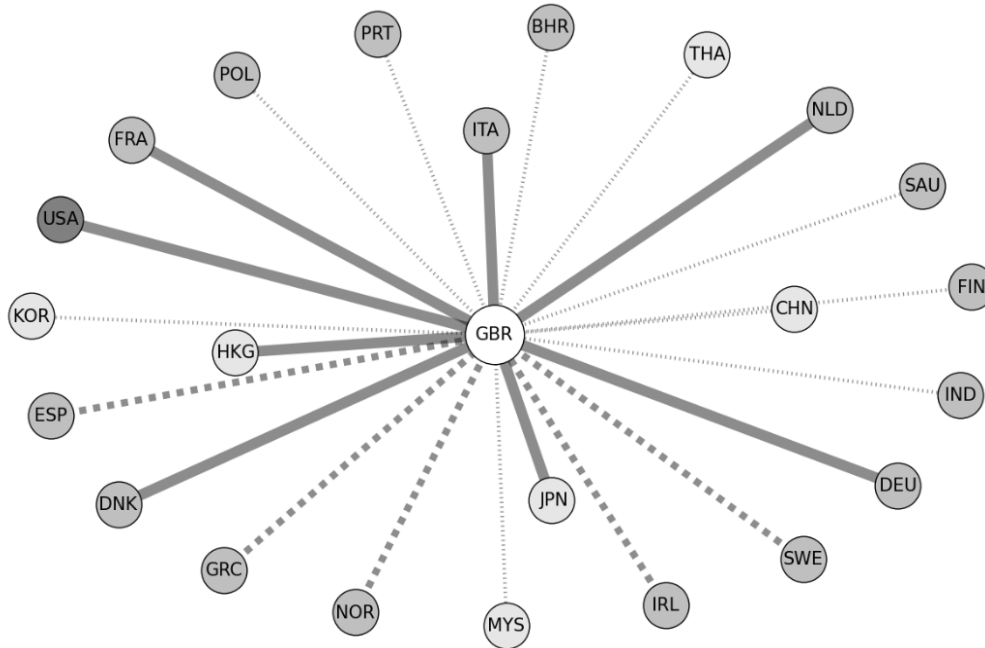 BHR
PRT
THA
POL
NLD
ITA
FRA
SAU
USA
FIN
CHN
KOR
GBR
HKG
IND
ESP
DEU
JPN
DNK
SWE
GRC
IRL
NOR
MYS